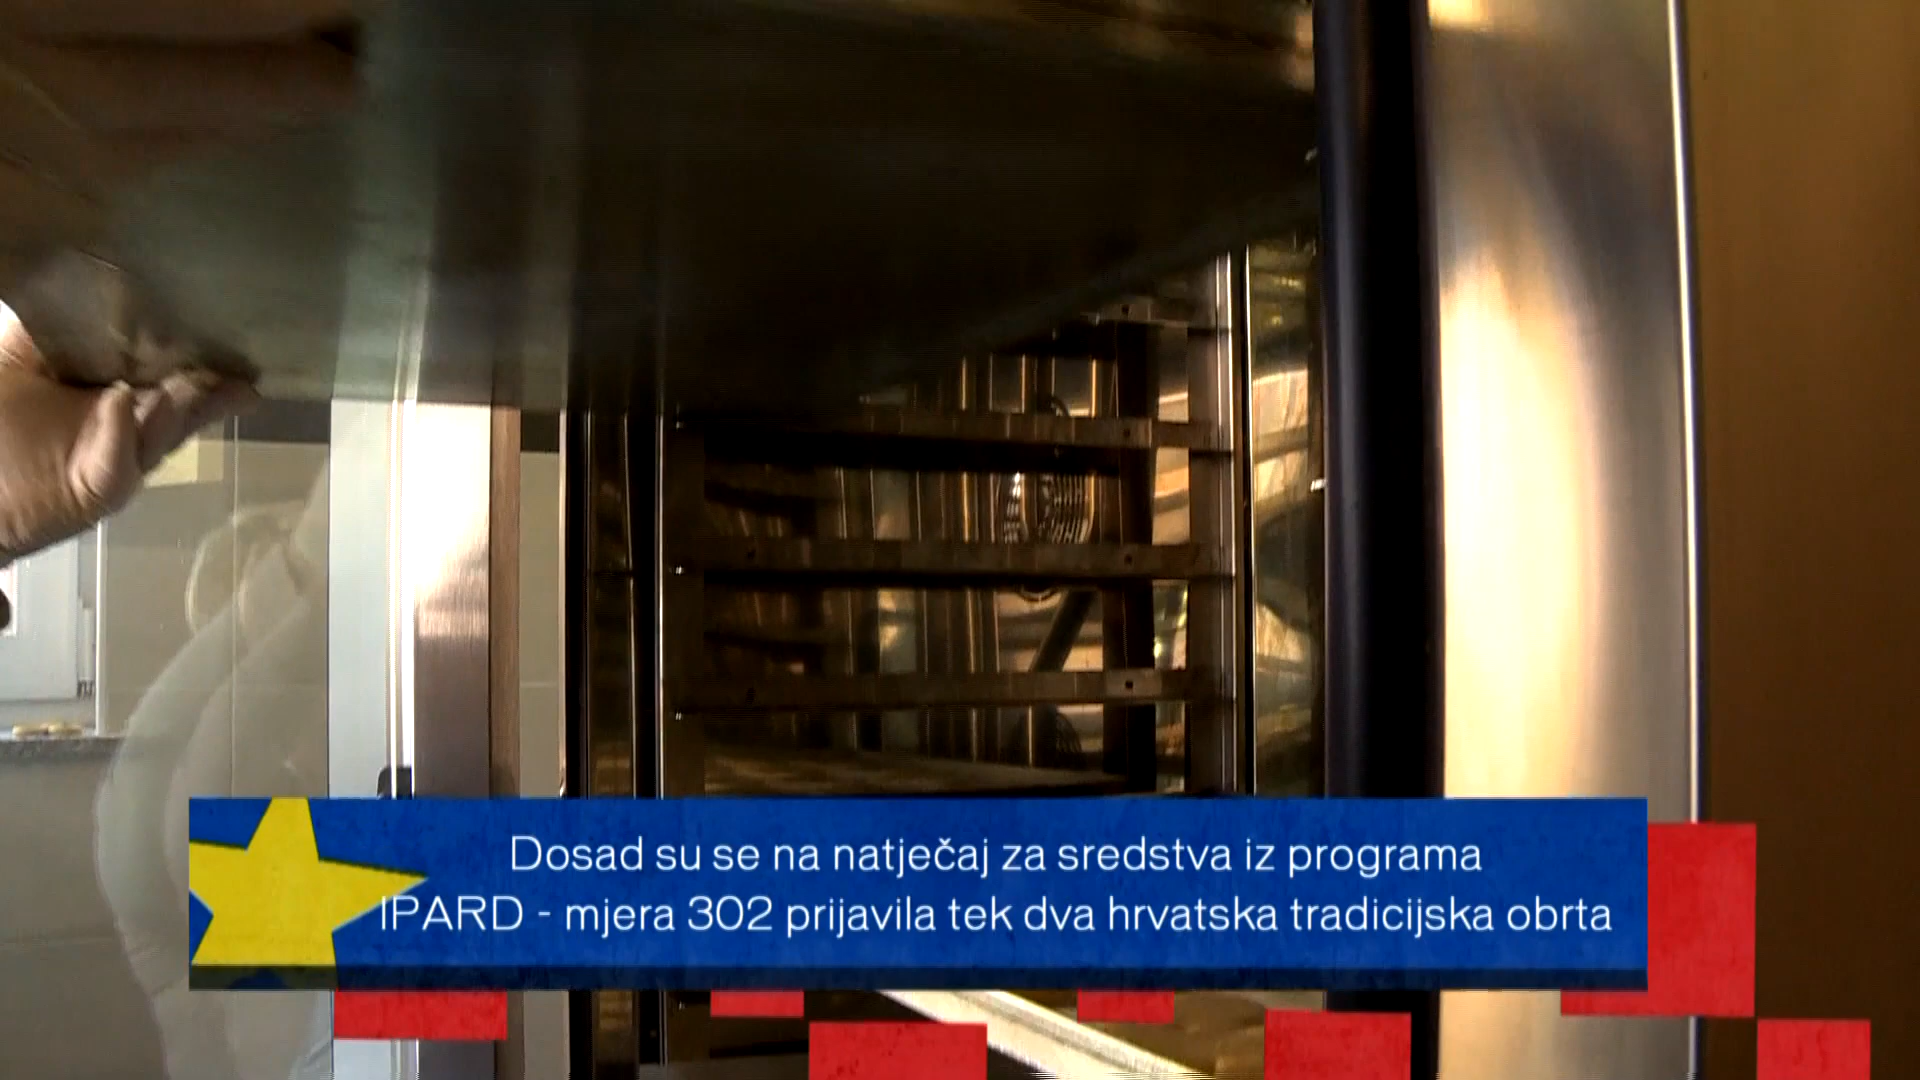 Dosad su se na natječaj za sredstva iz programa
IPARD - mjera 302 prijavila tek dva hrvatska tradicijska obrta